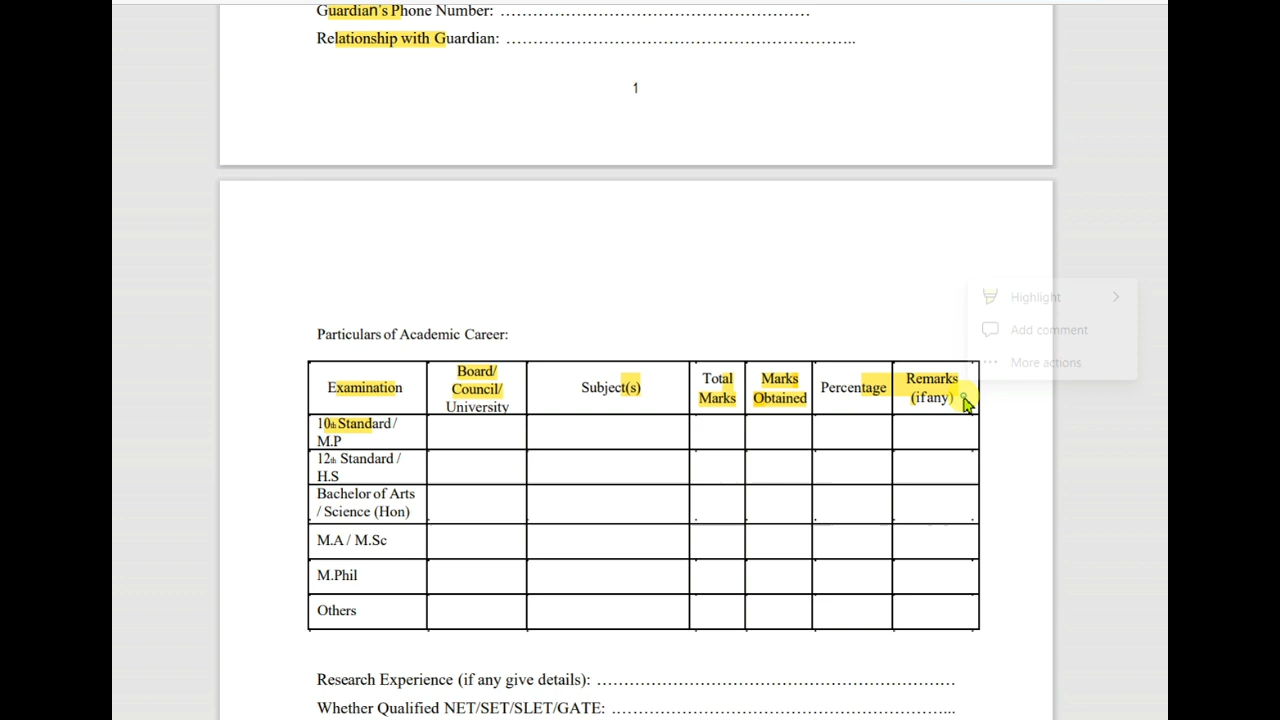 Guardian's Phone Number: ………………………………………………
Relationship with Guardian: ………………………………………………………..
1
Highlight
Add comment
More actions
Particulars of Academic Career:
Examination Board/ Council/ University Subject(s) Total Marks Marks Obtained Percentage Remarks (if any)
10th Standard / M.P
12th Standard / H.S
Bachelor of Arts / Science (Hon)
M.A / M.Sc
M.Phil
Others
Research Experience (if any give details): …………………………………………………………
Whether Qualified NET/SET/SLET/GATE: ………………………………………………………...